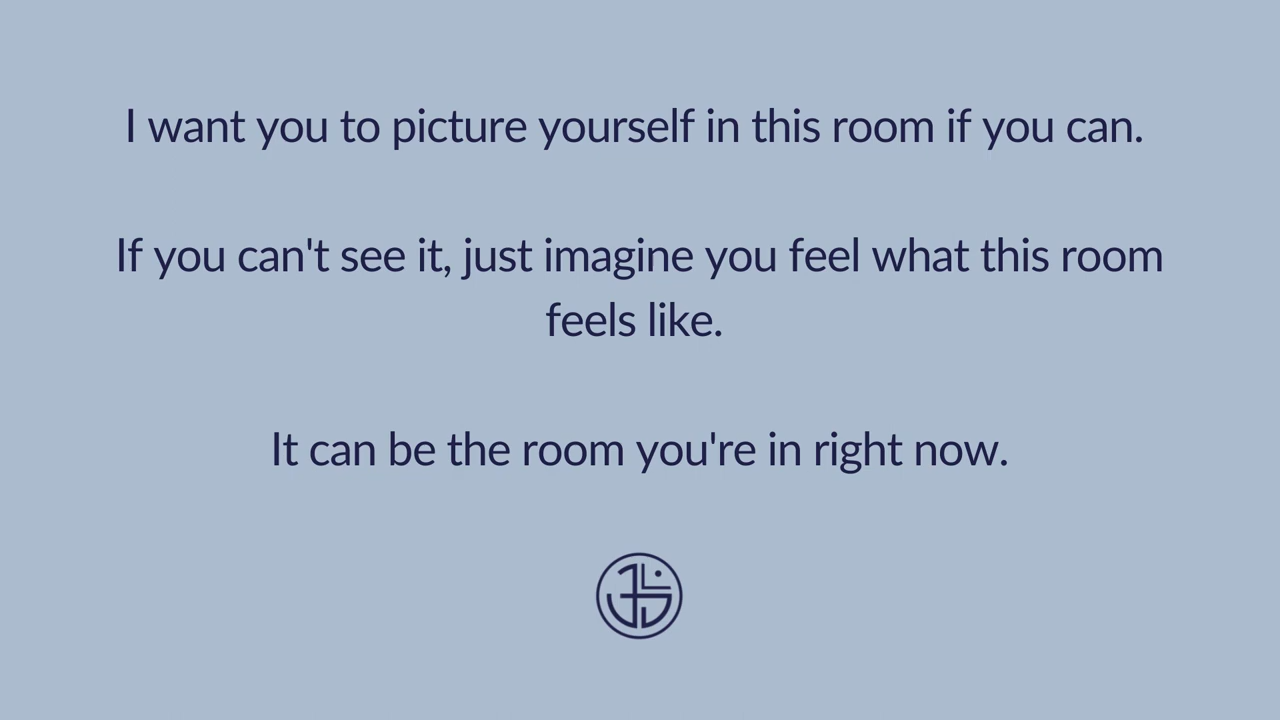 I want you to picture yourself in this room if you can.
If you can't see it, just imagine you feel what this room
feels like.
It can be the room you're in right now.